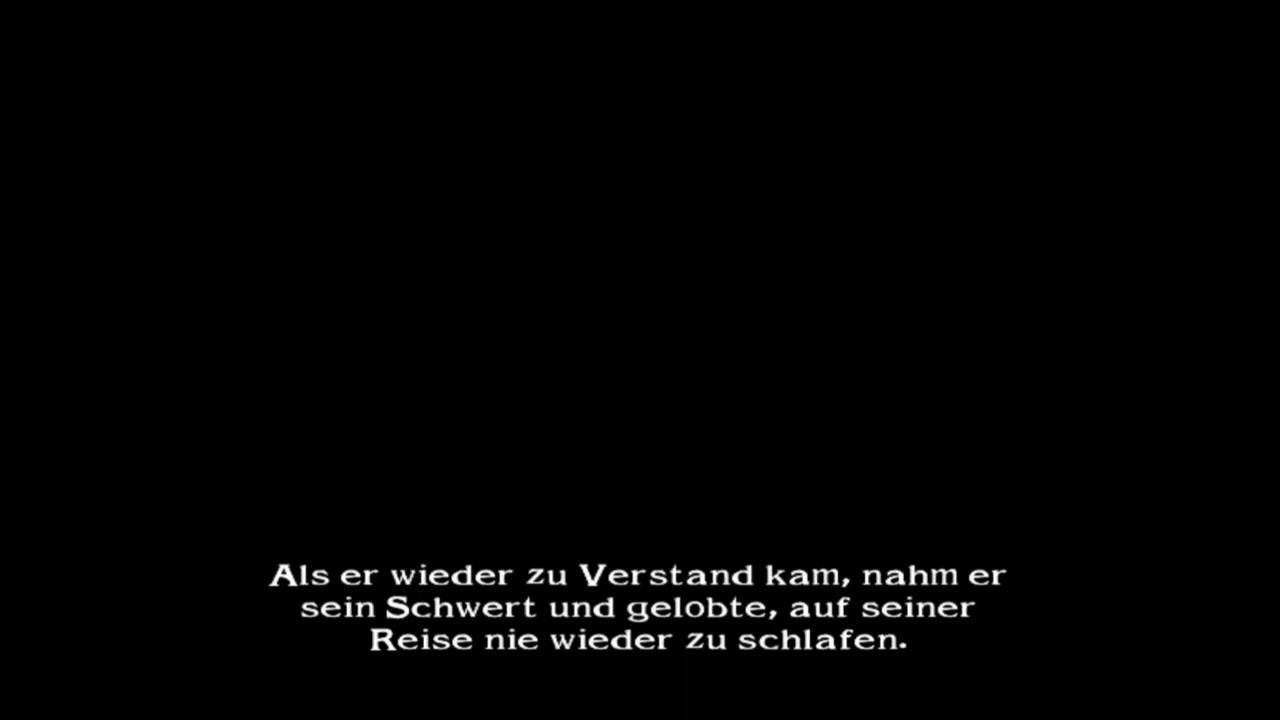 Als er wieder zu Verstand kam, nahm er
sein Schwert und gelobte, auf seiner
Reise nie wieder zu schlafen.